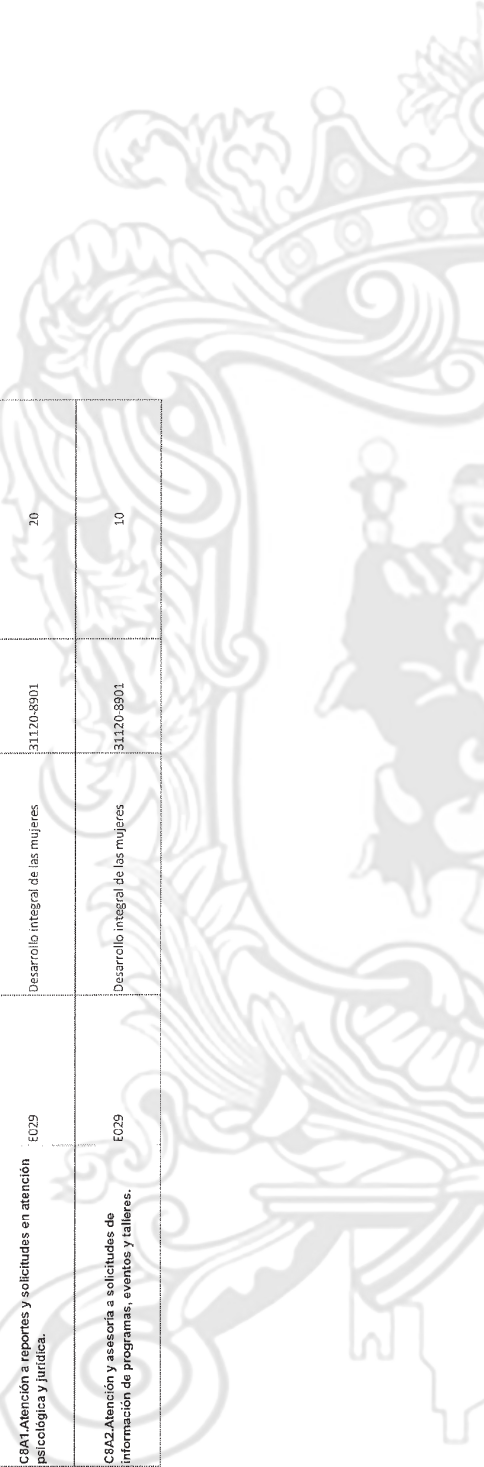 C8A1.Atención a reportes y solicitudes en atención
psicológica y jurídica.
E029
Desarrollo integral de las mujeres
31120-8901
20
C8A2.Atención y asesoría a solicitudes de
información de programas, eventos y talleres.
E029
Desarrollo integral de las mujeres
31120-8901
10